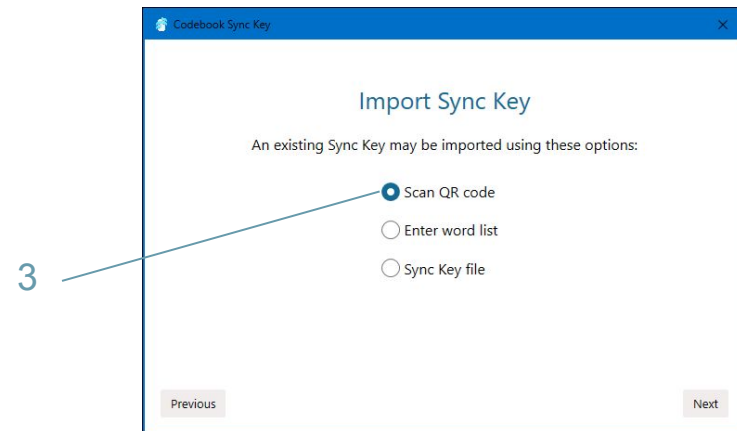 Codebook Sync Key
Import Sync Key
An existing Sync Key may be imported using these options:
Scan QR code
Enter word list
3
Sync Key file
Previous
Next